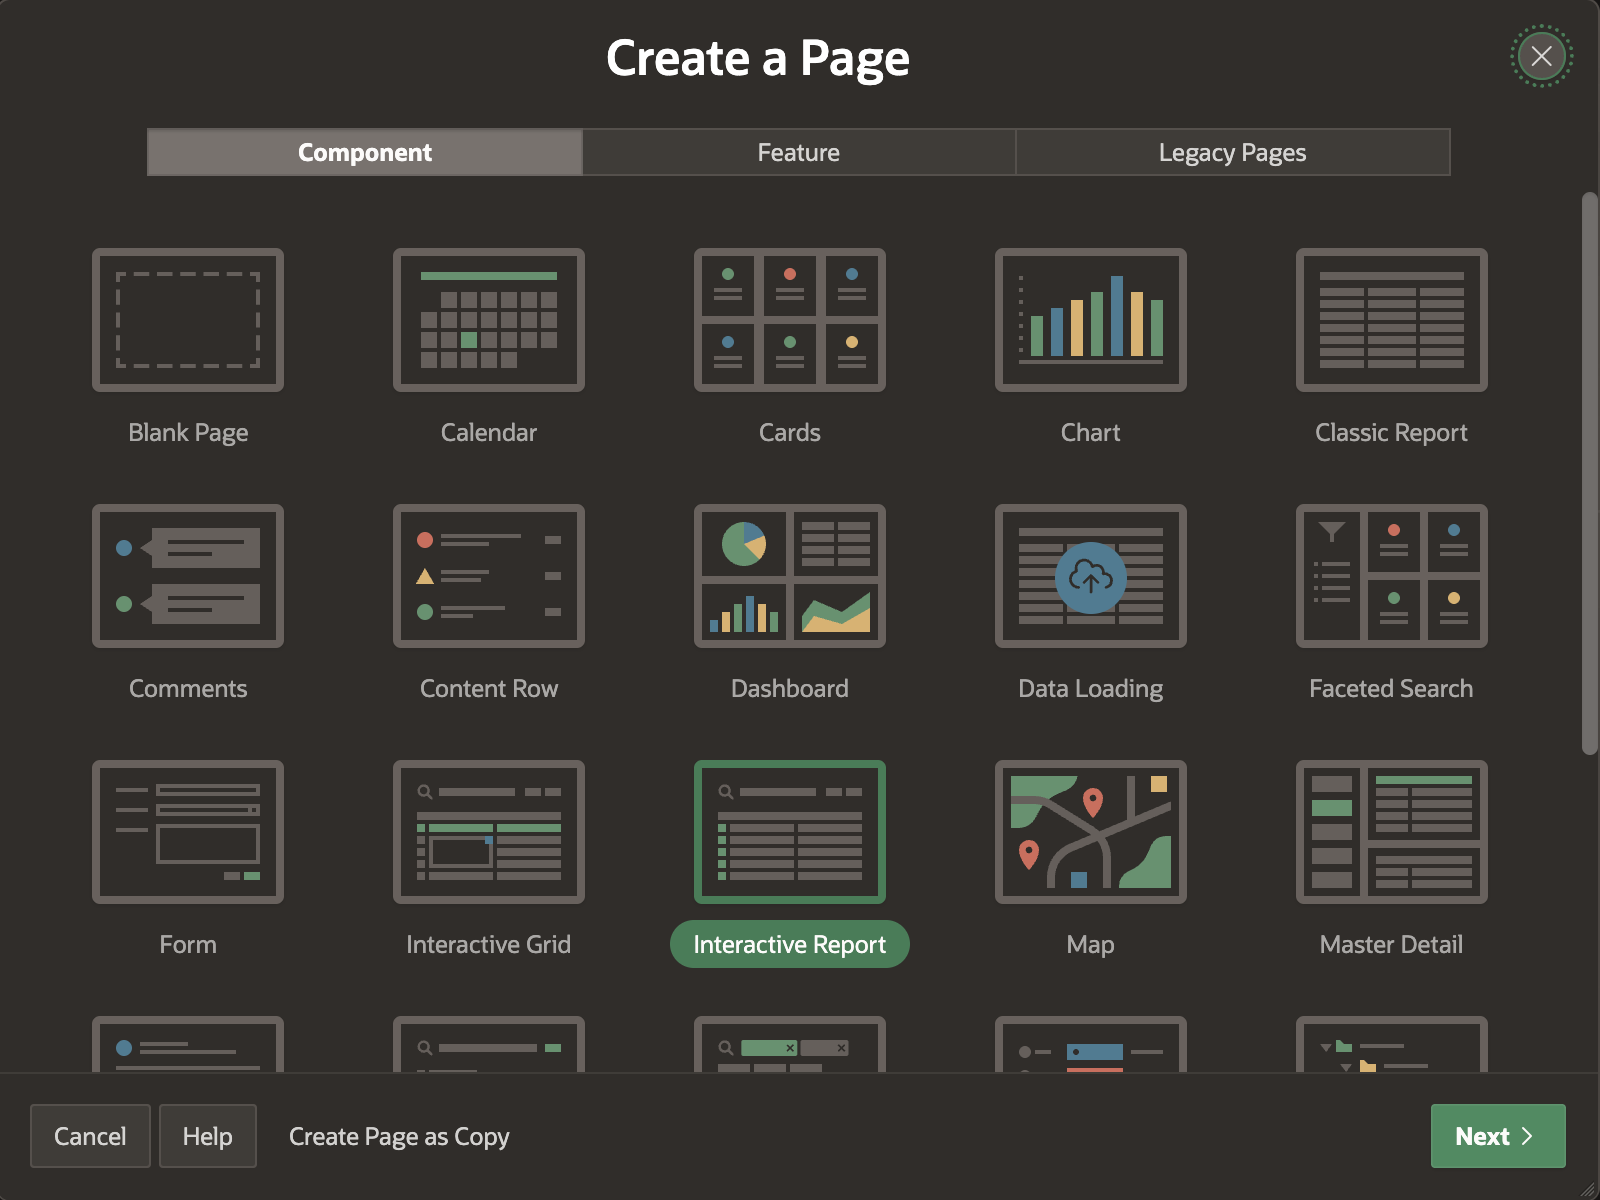 Create a Page
Component
Feature
Legacy Pages
Blank Page
Calendar
Cards
Chart
Classic Report
Comments
Content Row
Dashboard
Data Loading
Faceted Search
Form
Interactive Grid
Interactive Report
Map
Master Detail
Cancel
Help
Create Page as Copy
Next